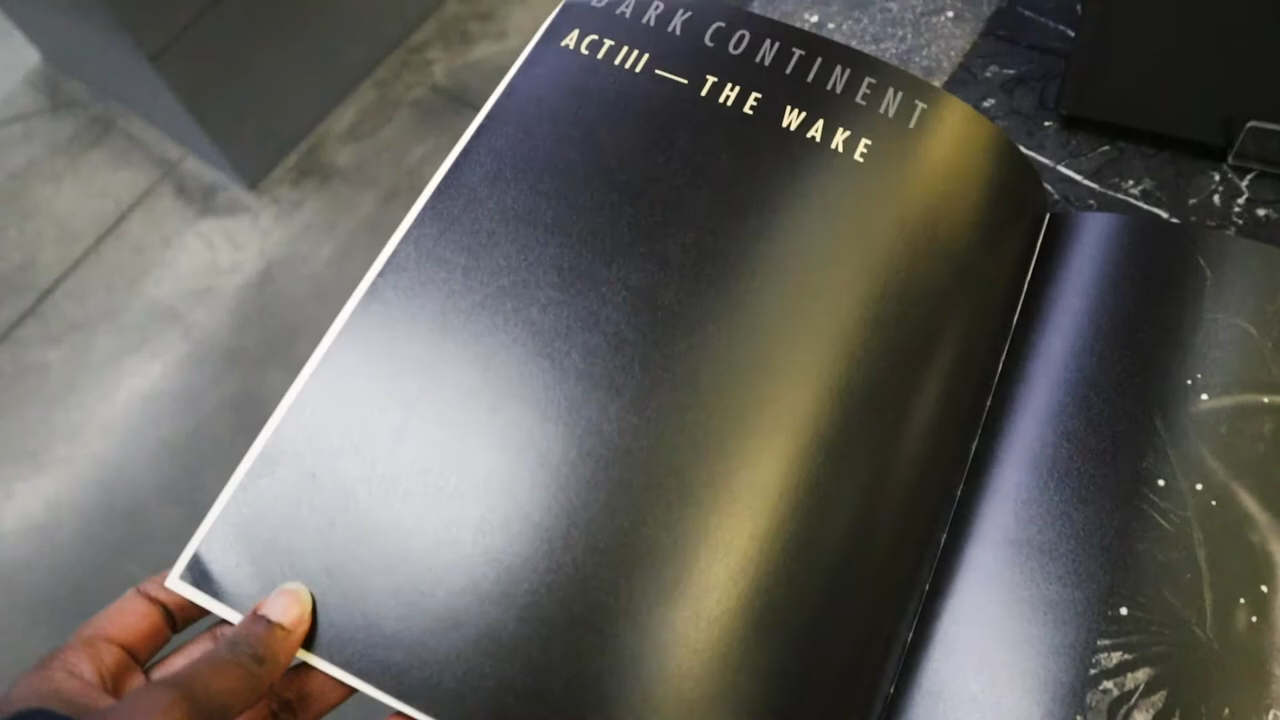 DARK CONTINENT
ACT III — THE WAKE